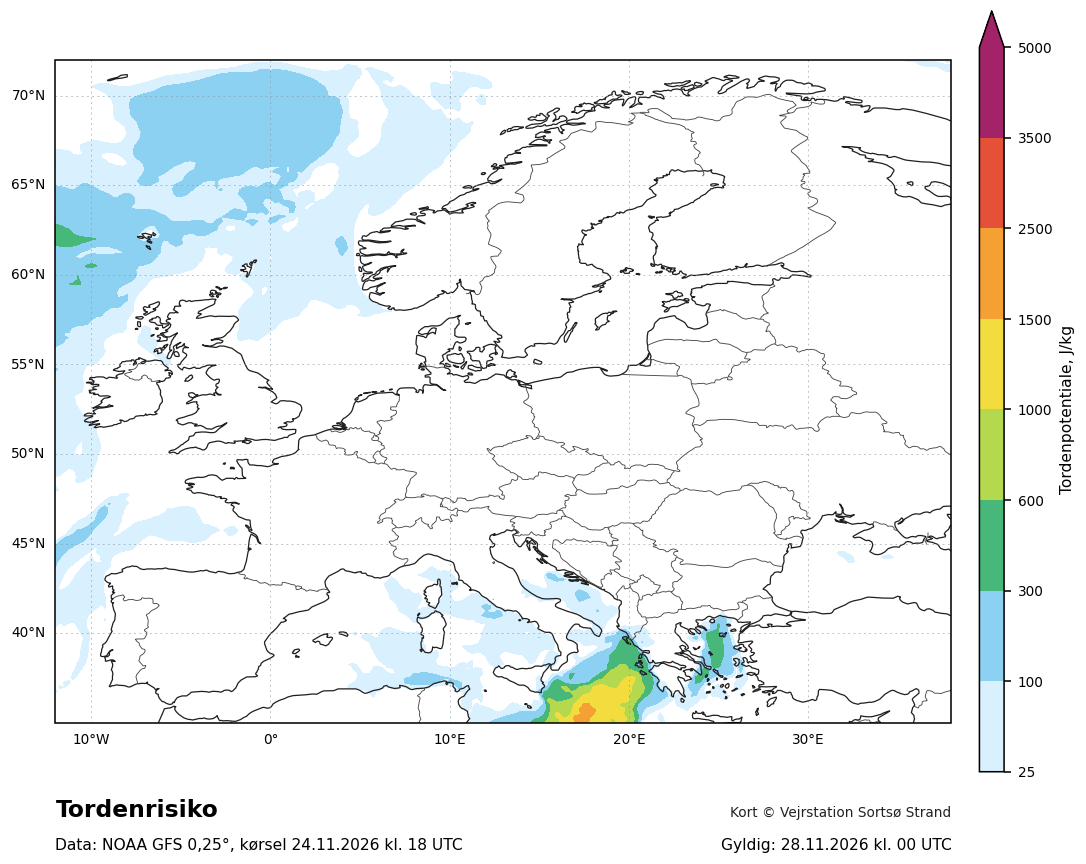 5000
3500
2500
1500
1000
600
300
100
25
Tordenpotentiale, J/kg
70°N
65°N
60°N
55°N
50°N
45°N
40°N
10°W 0° 10°E 20°E 30°E
Tordenrisiko
Kort © Vejrstation Sortsø Strand
Data: NOAA GFS 0,25°, kørsel 24.11.2026 kl. 18 UTC
Gyldig: 28.11.2026 kl. 00 UTC